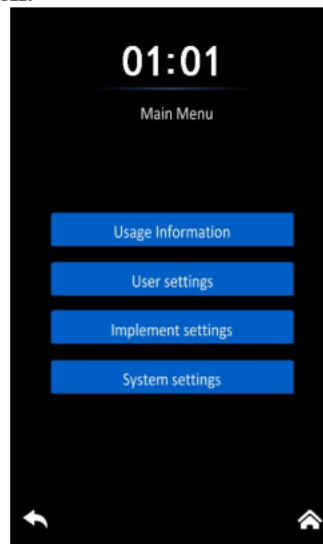 01:01
Main Menu
Usage Information
User settings
Implement settings
System settings